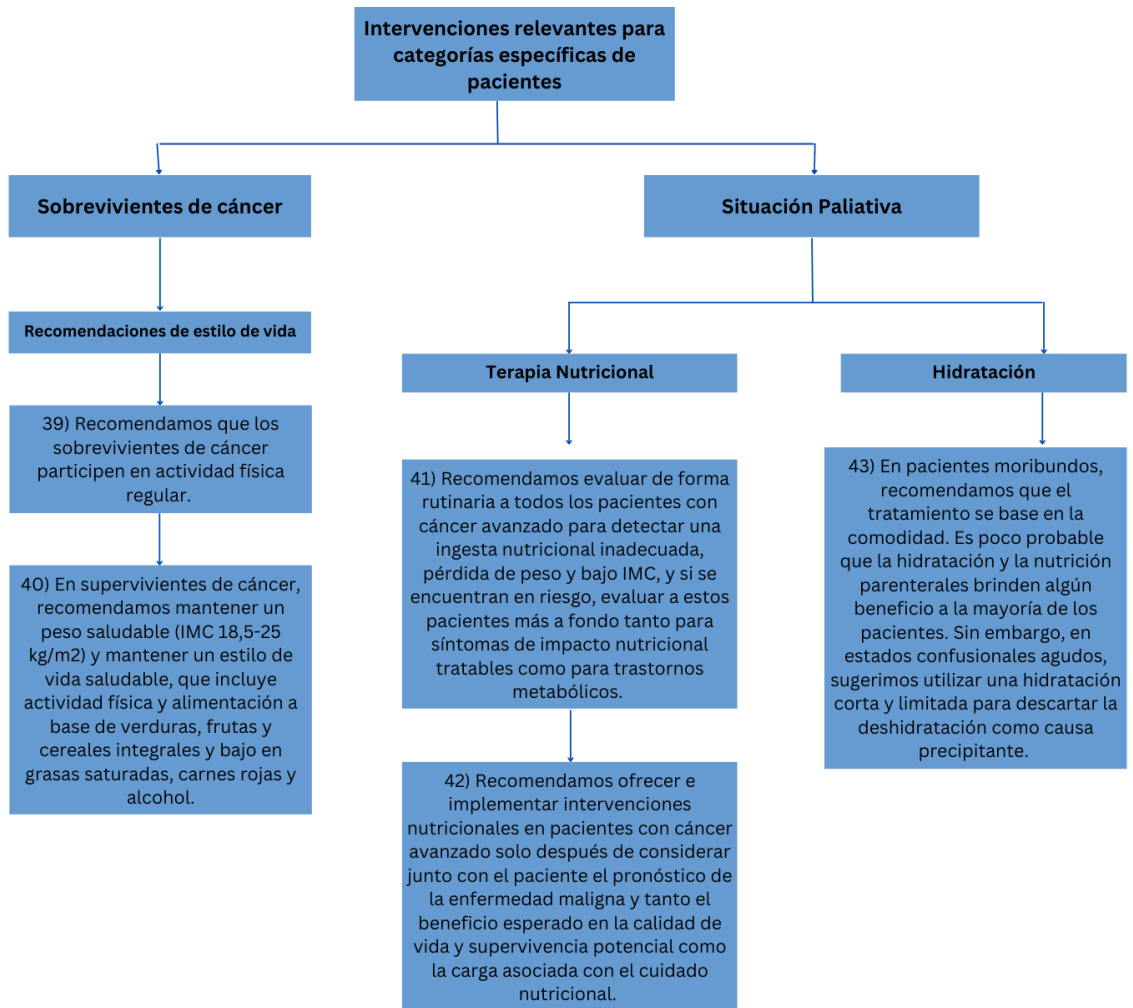 Intervenciones relevantes para
categorías específicas de
pacientes
Sobrevivientes de cáncer
Situación Paliativa
Recomendaciones de estilo de vida
Terapia Nutricional
Hidratación
39) Recomendamos que los
sobrevivientes de cáncer
participen en actividad física
regular.
40) En supervivientes de cáncer,
recomendamos mantener un
peso saludable (IMC 18,5-25
kg/m2) y mantener un estilo de
vida saludable, que incluye
actividad física y alimentación a
base de verduras, frutas y
cereales integrales y bajo en
grasas saturadas, carnes rojas y
alcohol.
41) Recomendamos evaluar de forma
rutinaria a todos los pacientes con
cáncer avanzado para detectar una
ingesta nutricional inadecuada,
pérdida de peso y bajo IMC, y si se
encuentran en riesgo, evaluar a estos
pacientes más a fondo tanto para
síntomas de impacto nutricional
tratables como para trastornos
metabólicos.
42) Recomendamos ofrecer e
implementar intervenciones
nutricionales en pacientes con cáncer
avanzado solo después de considerar
junto con el paciente el pronóstico de
la enfermedad maligna y tanto el
beneficio esperado en la calidad de
vida y supervivencia potencial como
la carga asociada con el cuidado
nutricional.
43) En pacientes moribundos,
recomendamos que el
tratamiento se base en la
comodidad. Es poco probable
que la hidratación y la nutrición
parenterales brinden algún
beneficio a la mayoría de los
pacientes. Sin embargo, en
estados confusionales agudos,
sugerimos utilizar una hidratación
corta y limitada para descartar la
deshidratación como causa
precipitante.